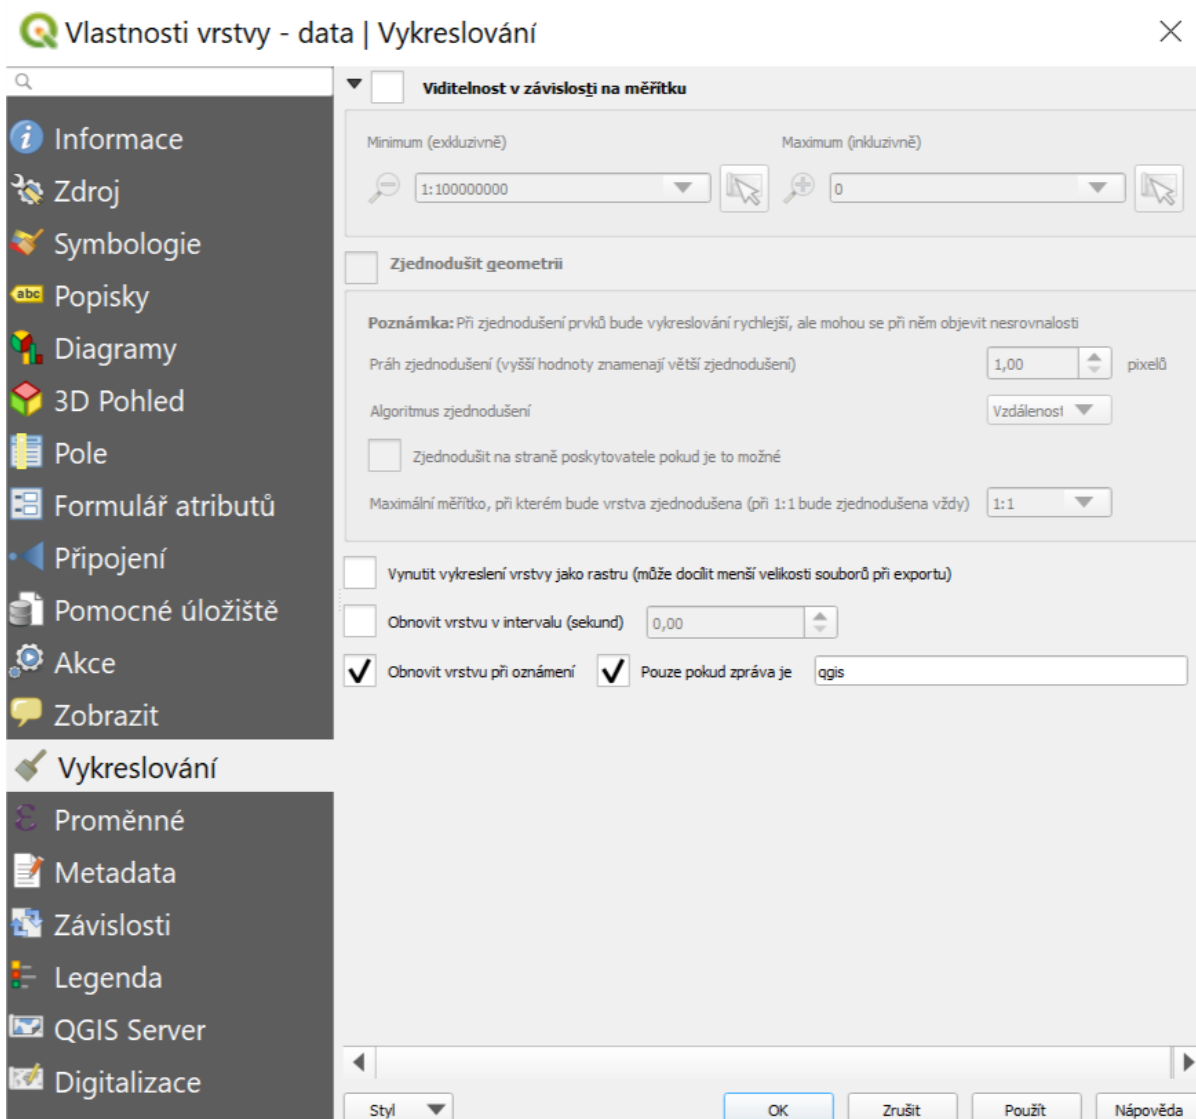 Vlastnosti vrstvy - data | Vykreslování
Informace
Zdroj
Symbologie
abc Popisky
Diagramy
3D Pohled
Pole
Formulář atributů
Připojení
Pomocné úložiště
Akce
Zobrazit
Vykreslování
Proměnné
Metadata
Závislosti
Legenda
QGIS Server
Digitalizace
Viditelnost v závislosti na měřítku
Minimum (exkluzivně) Maximum (inkluzivně)
1:100000000 0
Zjednodušit geometrii
Poznámka: Při zjednodušení prvků bude vykreslování rychlejší, ale mohou se při něm objevit nesrovnalosti
Práh zjednodušení (vyšší hodnoty znamenají větší zjednodušení) 1,00 pixelů
Algoritmus zjednodušení Vzdálenost
Zjednodušit na straně poskytovatele pokud je to možné
Maximální měřítko, při kterém bude vrstva zjednodušena (při 1:1 bude zjednodušena vždy) 1:1
Vynutit vykreslení vrstvy jako rastru (může docílit menší velikosti souborů při exportu)
Obnovit vrstvu v intervalu (sekund) 0,00
Obnovit vrstvu při oznámení Pouze pokud zpráva je qgis
Styl OK Zrušit Použít Nápověda